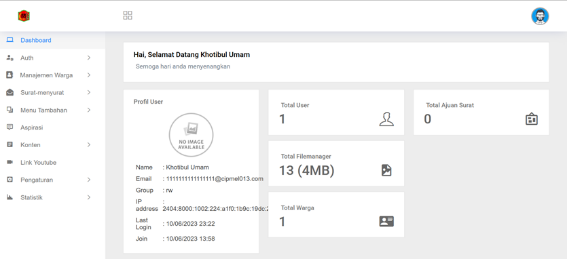 Dashboard
Auth
Manajemen Warga
Surat-menyurat
Menu Tambahan
Aspirasi
Konten
Link Youtube
Pengaturan
Statistik
Hai, Selamat Datang Khotibul Umam
Semoga hari anda menyenangkan
Profil User
NO IMAGE
AVAILABLE
Name : Khotibul Umam
Email : 1111111111111111@cipmel013.com
Group : rw
IP :
address 2404:8000:1002:224:a1f0:1b9c:19dc:2
Last
Login : 10/06/2023 23:22
Join : 10/06/2023 13:58
Total User
1
Total Ajuan Surat
0
Total Filemanager
13 (4MB)
Total Warga
1